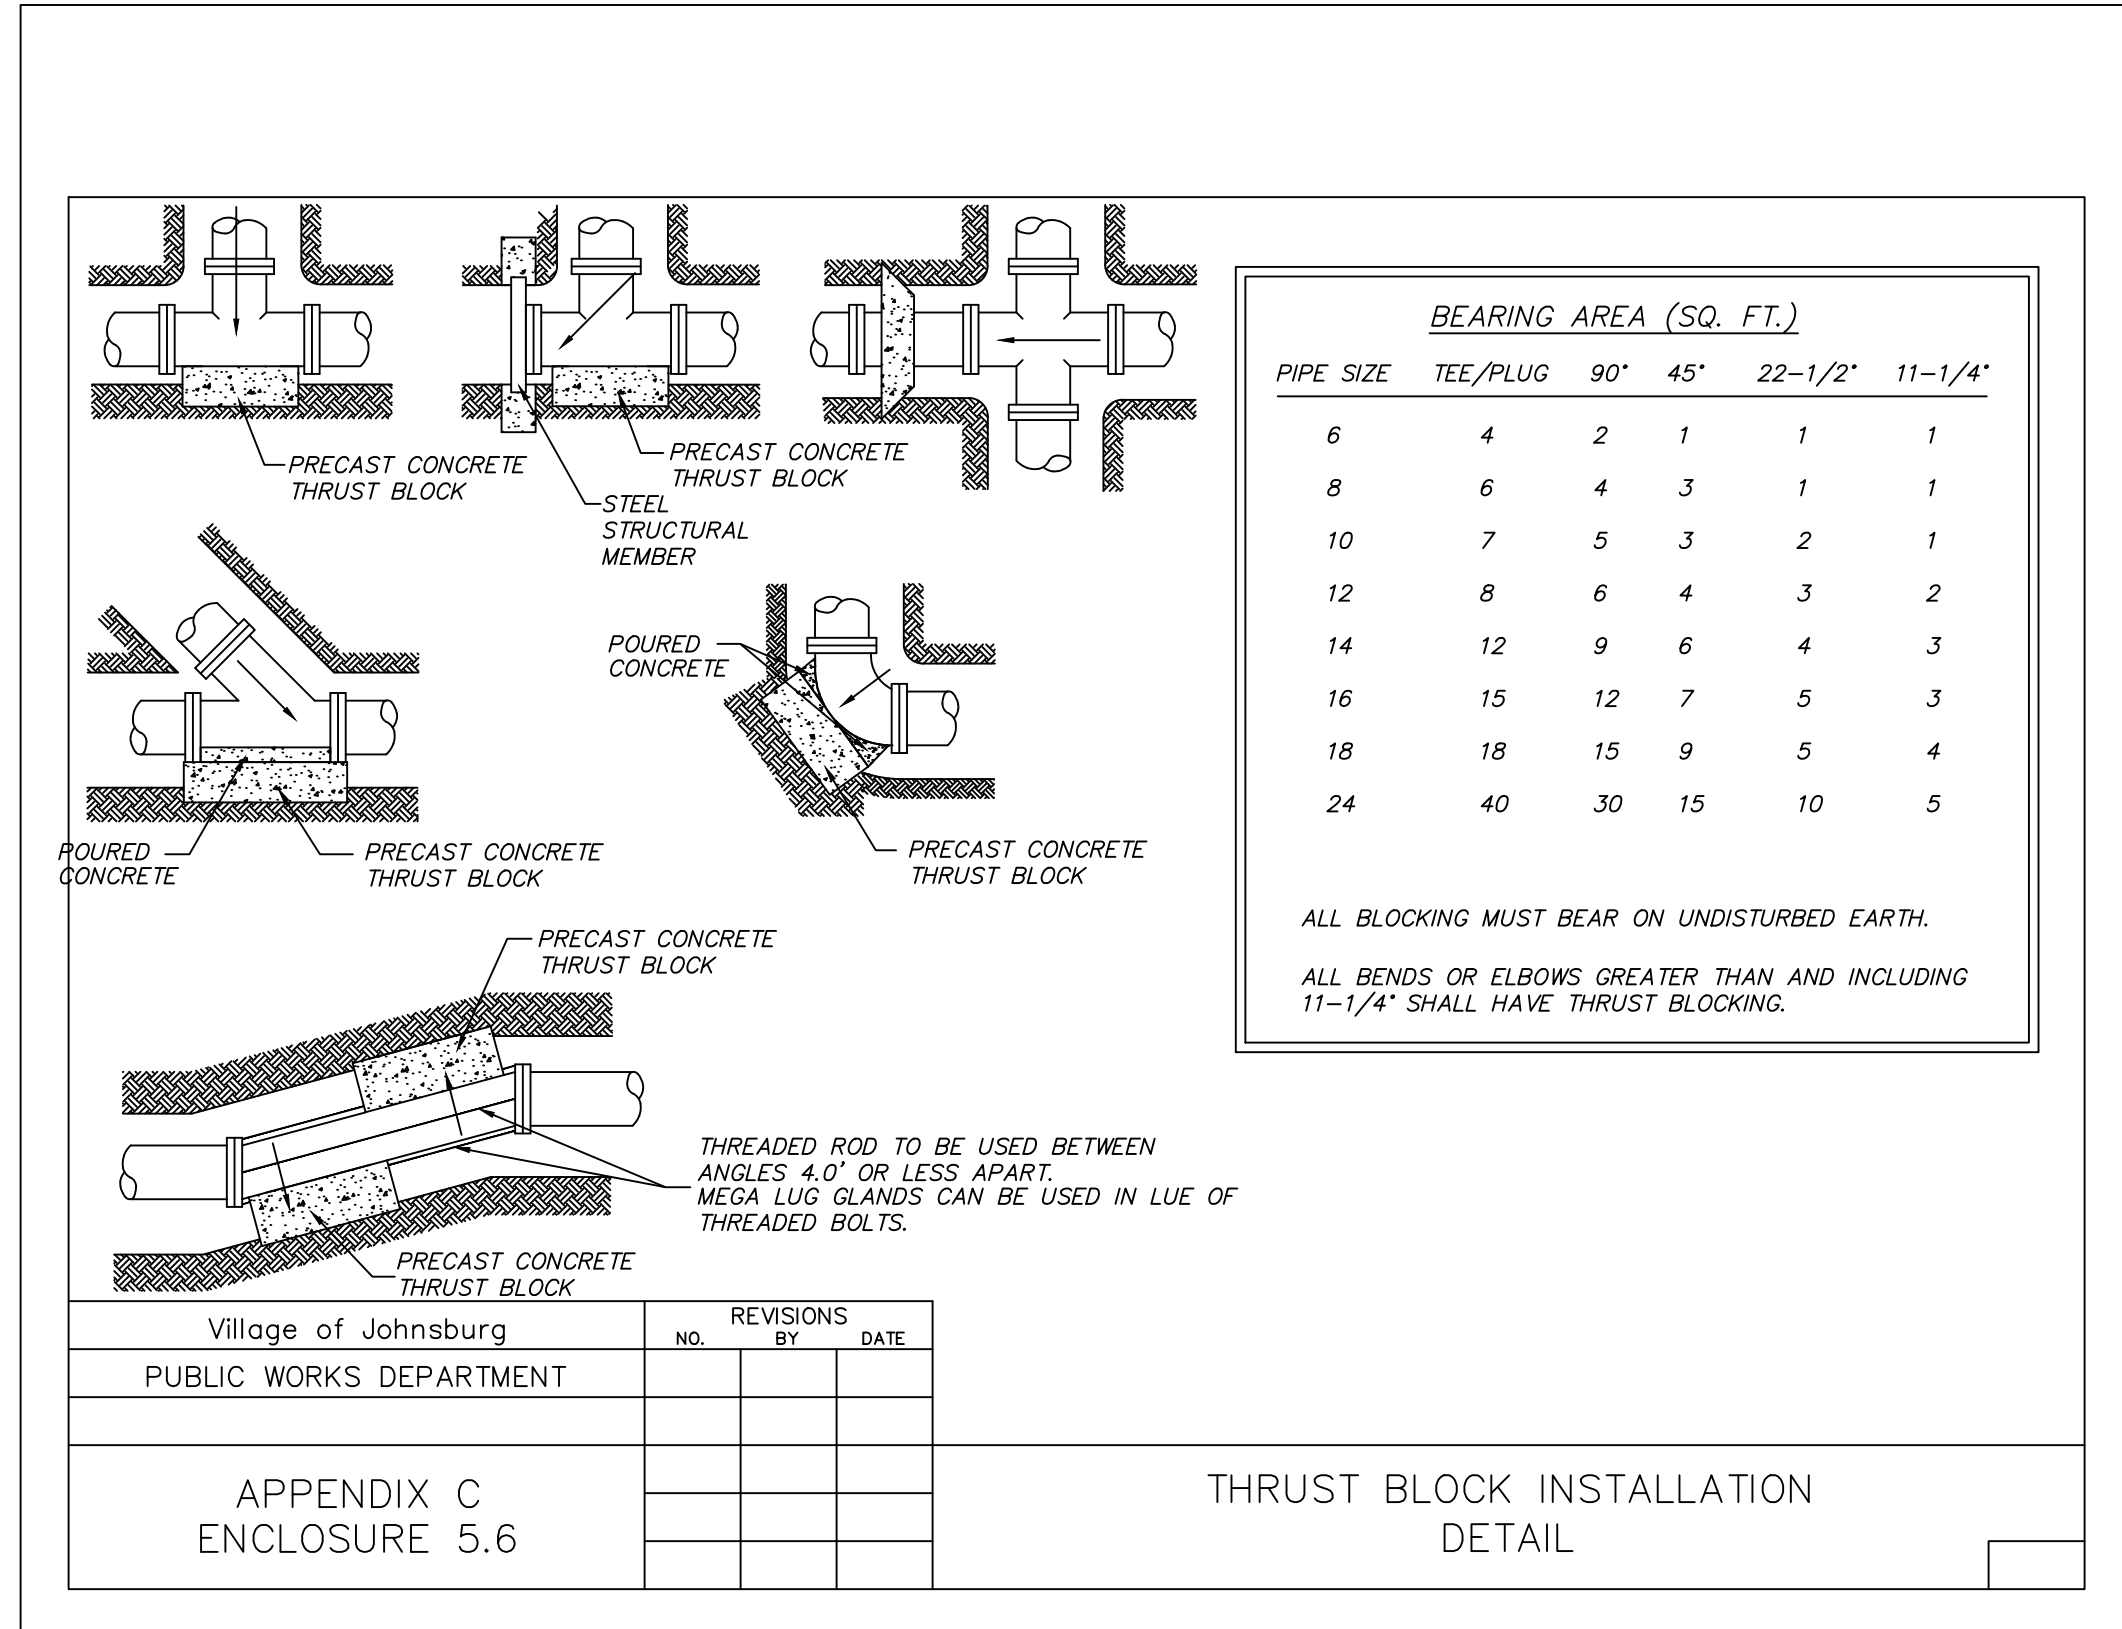 PRECAST CONCRETE
THRUST BLOCK
PRECAST CONCRETE
THRUST BLOCK
STEEL
STRUCTURAL
MEMBER
POURED
CONCRETE
PRECAST CONCRETE
THRUST BLOCK
POURED
CONCRETE
PRECAST CONCRETE
THRUST BLOCK
PRECAST CONCRETE
THRUST BLOCK
THREADED ROD TO BE USED BETWEEN
ANGLES 4.0' OR LESS APART.
MEGA LUG GLANDS CAN BE USED IN LUE OF
THREADED BOLTS.
PRECAST CONCRETE
THRUST BLOCK
BEARING AREA (SQ. FT.)
PIPE SIZE TEE/PLUG 90° 45° 22-1/2° 11-1/4°
6 4 2 1 1 1
8 6 4 3 1 1
10 7 5 3 2 1
12 8 6 4 3 2
14 12 9 6 4 3
16 15 12 7 5 3
18 18 15 9 5 4
24 40 30 15 10 5
ALL BLOCKING MUST BEAR ON UNDISTURBED EARTH.
ALL BENDS OR ELBOWS GREATER THAN AND INCLUDING
11-1/4° SHALL HAVE THRUST BLOCKING.
Village of Johnsburg
PUBLIC WORKS DEPARTMENT
REVISIONS
NO. BY DATE
APPENDIX C
ENCLOSURE 5.6
THRUST BLOCK INSTALLATION
DETAIL